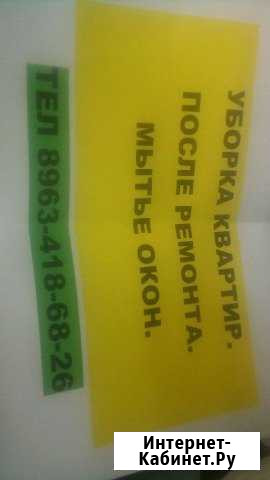 УБОРКА КВАРТИР.
ПОСЛЕ РЕМОНТА.
МЫТЬЕ ОКОН.
ТЕЛ 8963-418-68-26
Интернет-
Кабинет.Ру